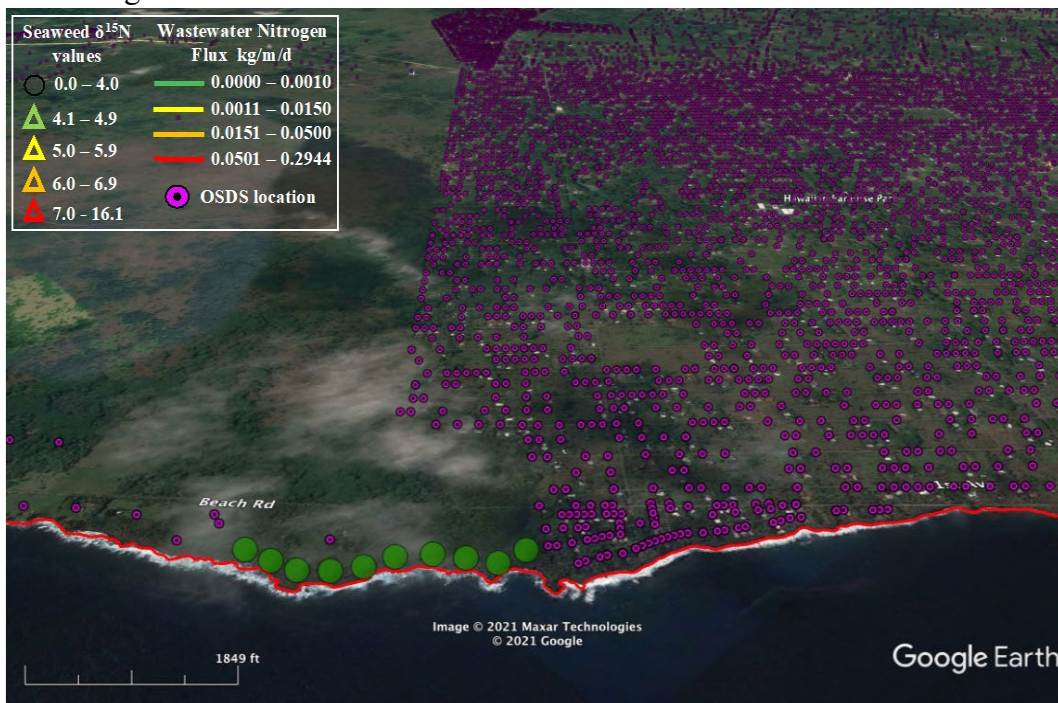 Seaweed δ¹⁵N values
0.0 – 4.0
4.1 – 4.9
5.0 – 5.9
6.0 – 6.9
7.0 - 16.1
Wastewater Nitrogen
Flux kg/m/d
0.0000 – 0.0010
0.0011 – 0.0150
0.0151 – 0.0500
0.0501 – 0.2944
OSDS location
Beach Rd
Image © 2021 Maxar Technologies
© 2021 Google
1849 ft
Google Earth